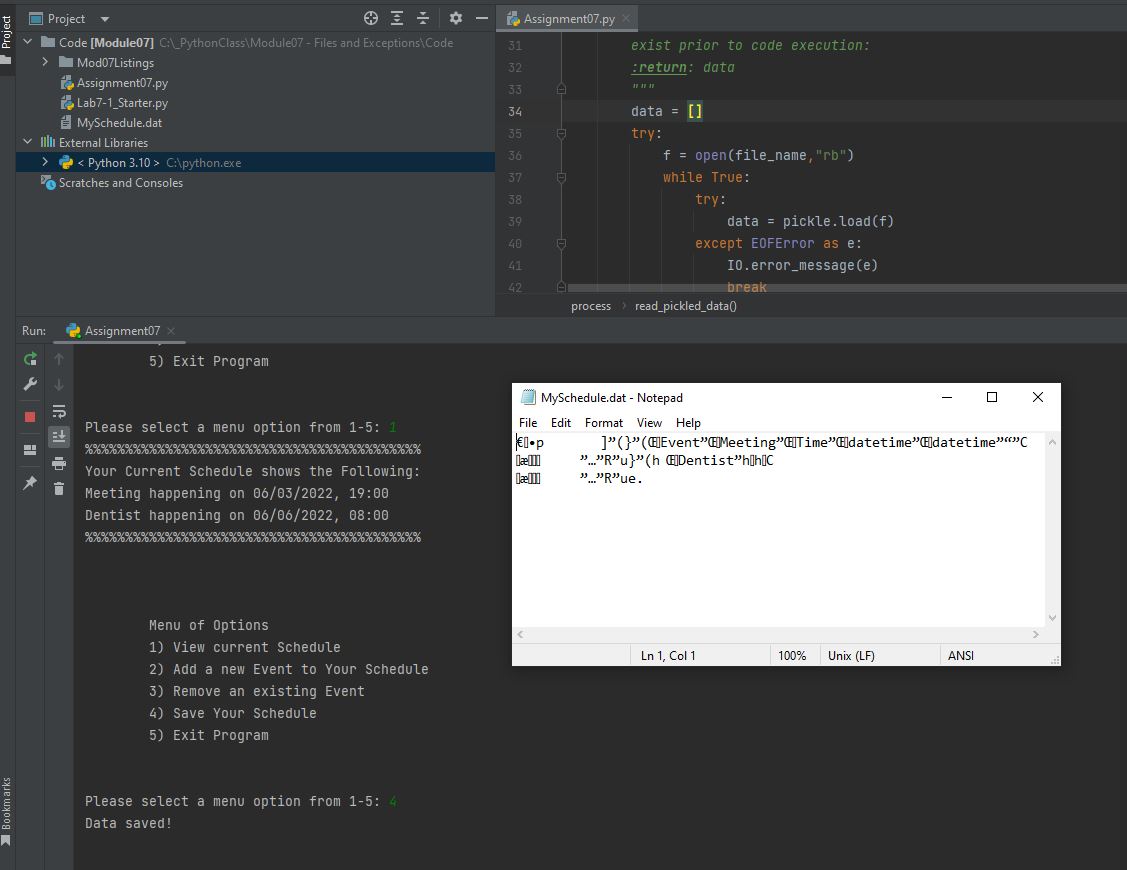 Project
Project
Code [Module07] C:\_PythonClass\Module07 - Files and Exceptions\Code
Mod07Listings
Assignment07.py
Lab7-1_Starter.py
MySchedule.dat
External Libraries
< Python 3.10 > C:\python.exe
Scratches and Consoles
Assignment07.py
31 exist prior to code execution:
32 :return: data
33 """
34 data = []
35 try:
36 f = open(file_name,"rb")
37 while True:
38 try:
39 data = pickle.load(f)
40 except EOFError as e:
41 IO.error_message(e)
42 break
process › read_pickled_data()
Run: Assignment07
5) Exit Program
Please select a menu option from 1-5: 1
%%%%%%%%%%%%%%%%%%%%%%%%%%%%%%%%%%%%%%%%%%
Your Current Schedule shows the Following:
Meeting happening on 06/03/2022, 19:00
Dentist happening on 06/06/2022, 08:00
%%%%%%%%%%%%%%%%%%%%%%%%%%%%%%%%%%%%%%%%%%
Menu of Options
1) View current Schedule
2) Add a new Event to Your Schedule
3) Remove an existing Event
4) Save Your Schedule
5) Exit Program
Please select a menu option from 1-5: 4
Data saved!
MySchedule.dat - Notepad
File Edit Format View Help
]”(}”(Œ Event”Œ Meeting”Œ Time”Œ datetime”Œ datetime”“”C
”…”R”u}”(h Œ Dentist”h h C
”…”R”ue.
Ln 1, Col 1 100% Unix (LF) ANSI
Bookmarks